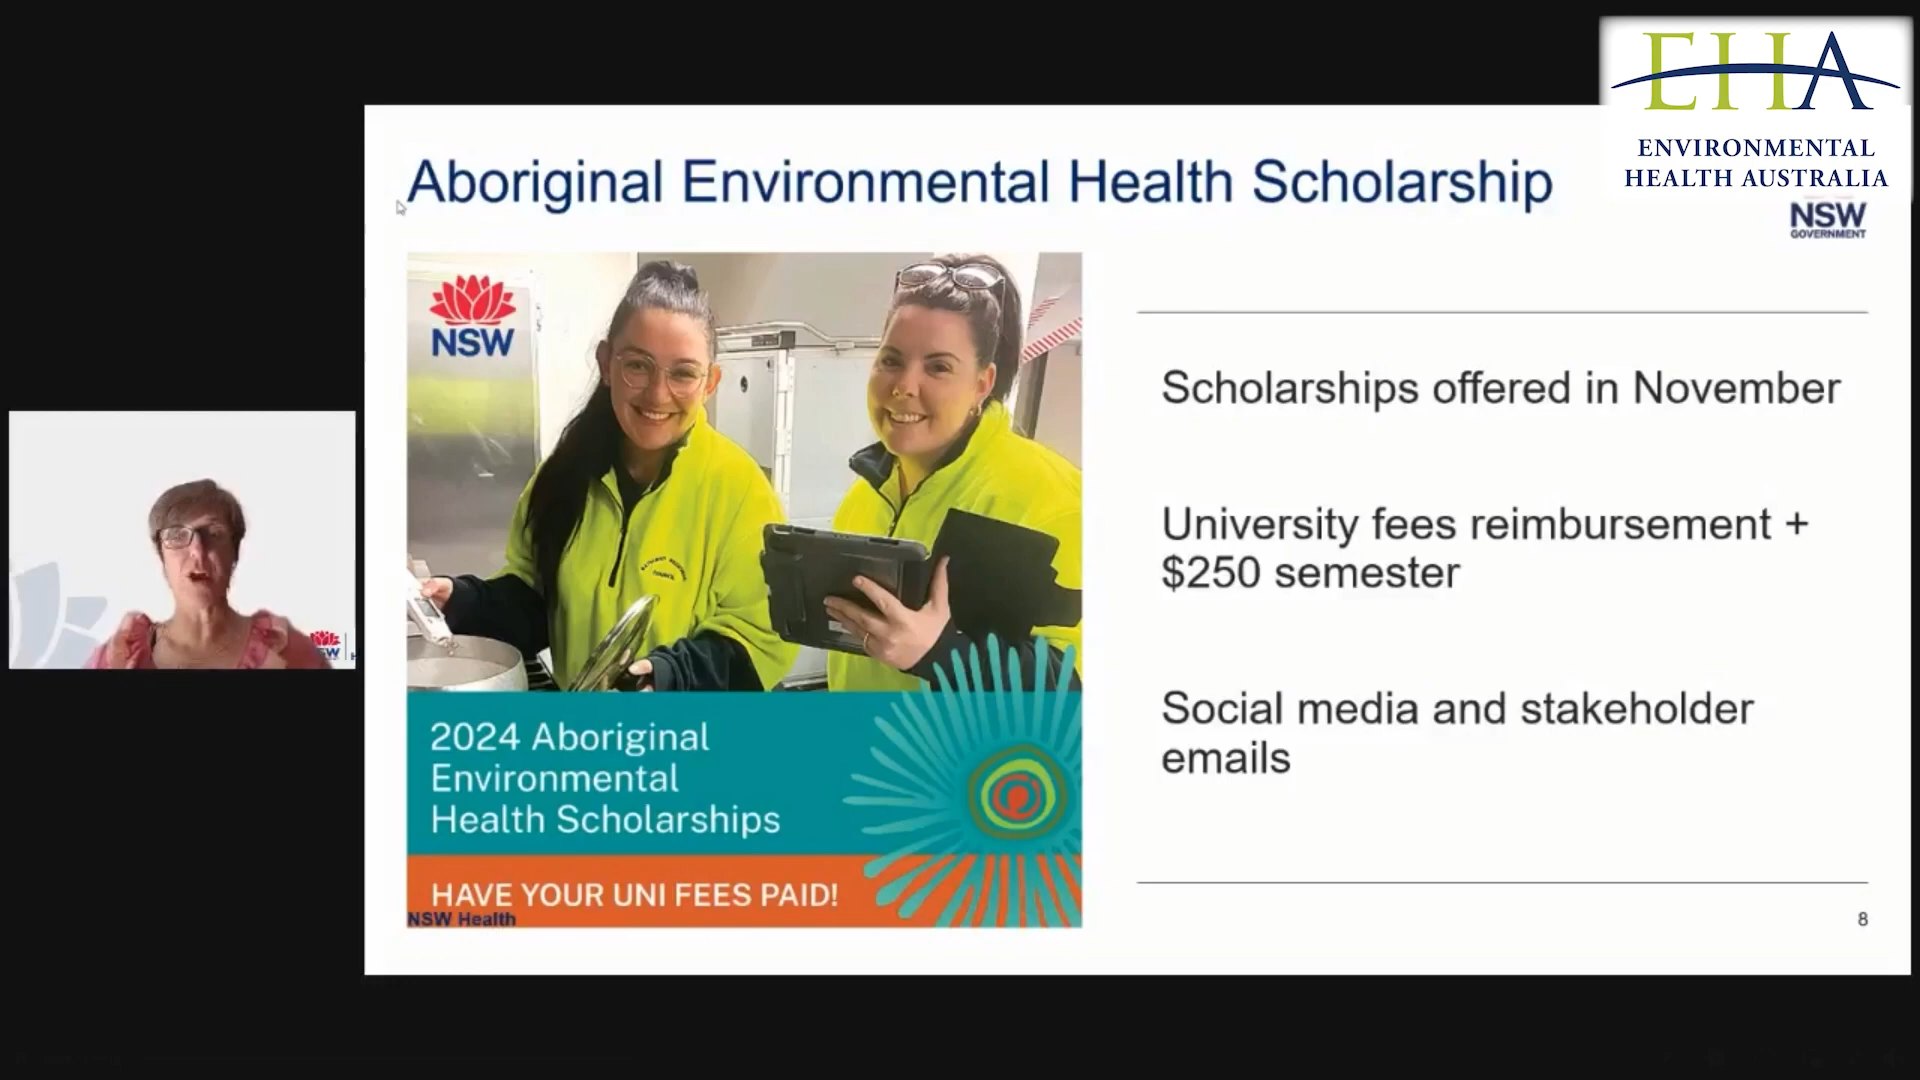 EHA
ENVIRONMENTAL
HEALTH AUSTRALIA
Aboriginal Environmental Health Scholarship
NSW
GOVERNMENT
NSW
Scholarships offered in November
University fees reimbursement +
$250 semester
Social media and stakeholder
emails
2024 Aboriginal
Environmental
Health Scholarships
HAVE YOUR UNI FEES PAID!
NSW Health
8